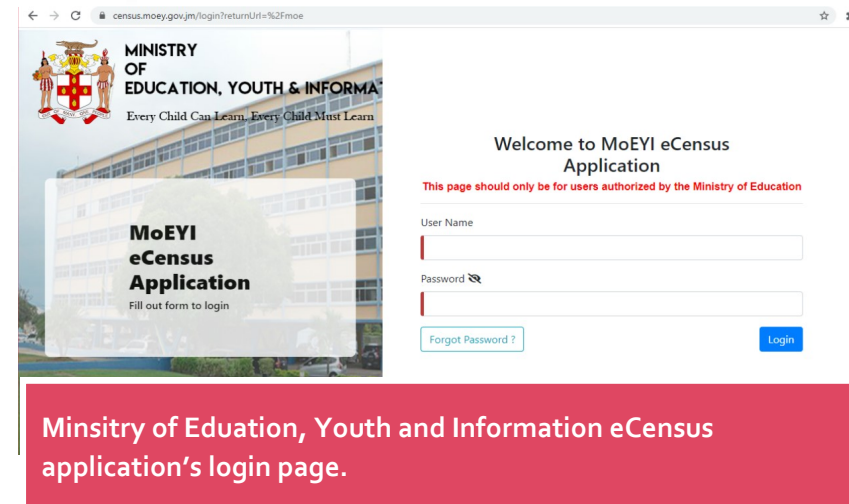 census.moey.gov.jm/login?returnUrl=%2Fmoe
MINISTRY
OF
EDUCATION, YOUTH & INFORMA
Every Child Can Learn. Every Child Must Learn
MoEYI
eCensus
Application
Fill out form to login
Welcome to MoEYI eCensus
Application
This page should only be for users authorized by the Ministry of Education
User Name
Password
Forgot Password ?
Login
Minsitry of Eduation, Youth and Information eCensus
application’s login page.